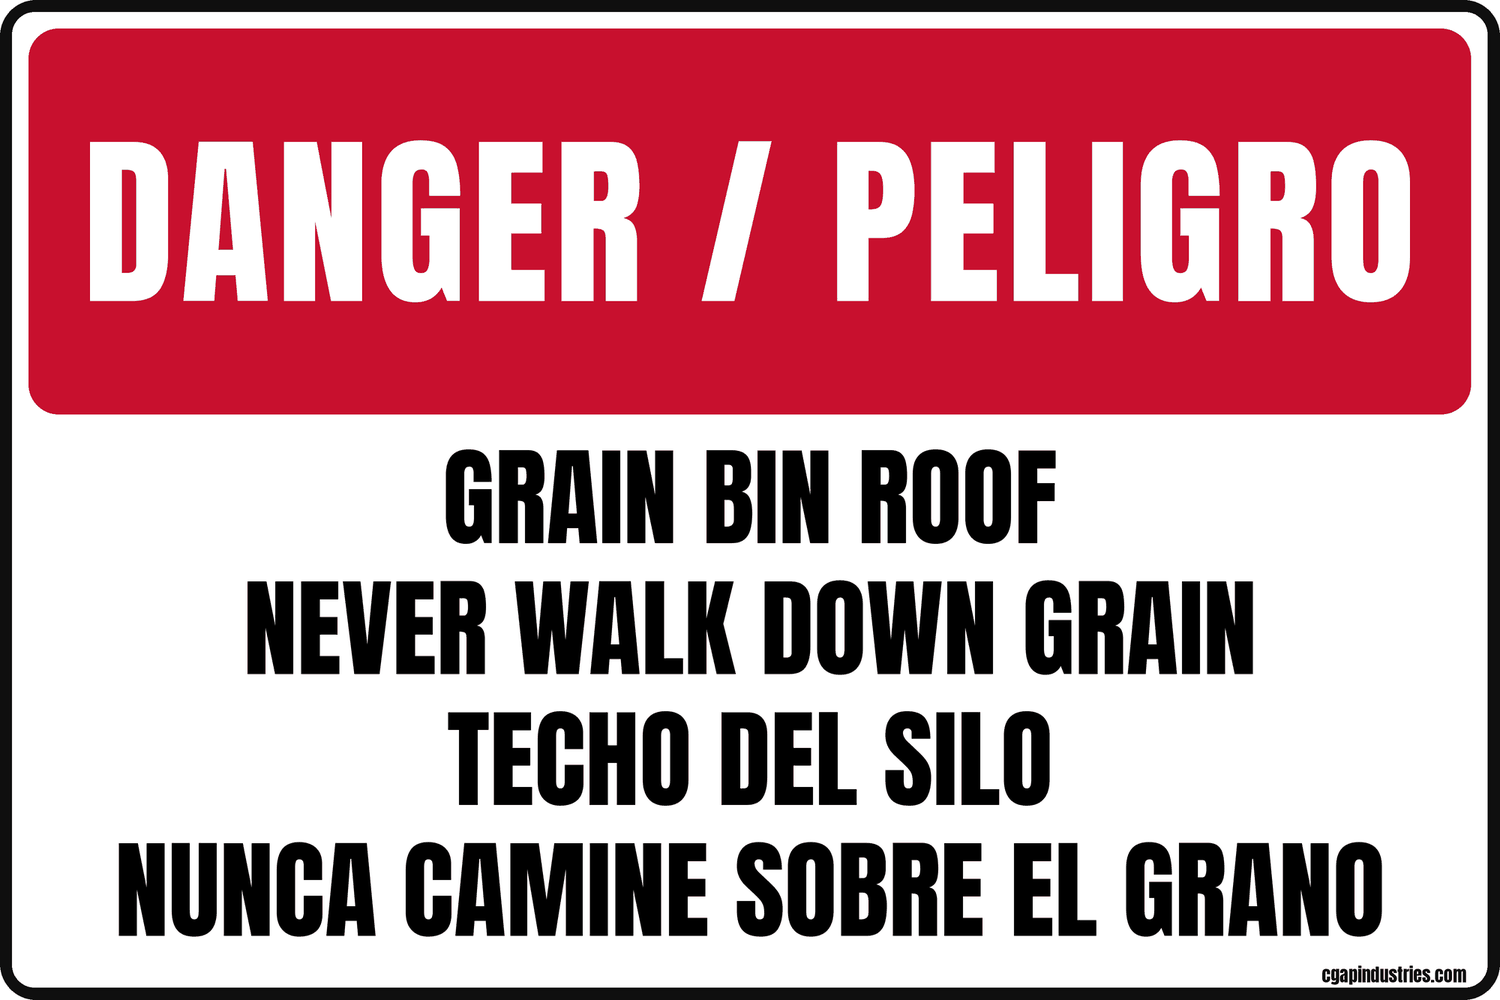 DANGER / PELIGRO
GRAIN BIN ROOF
NEVER WALK DOWN GRAIN
TECHO DEL SILO
NUNCA CAMINE SOBRE EL GRANO
cgapindustries.com